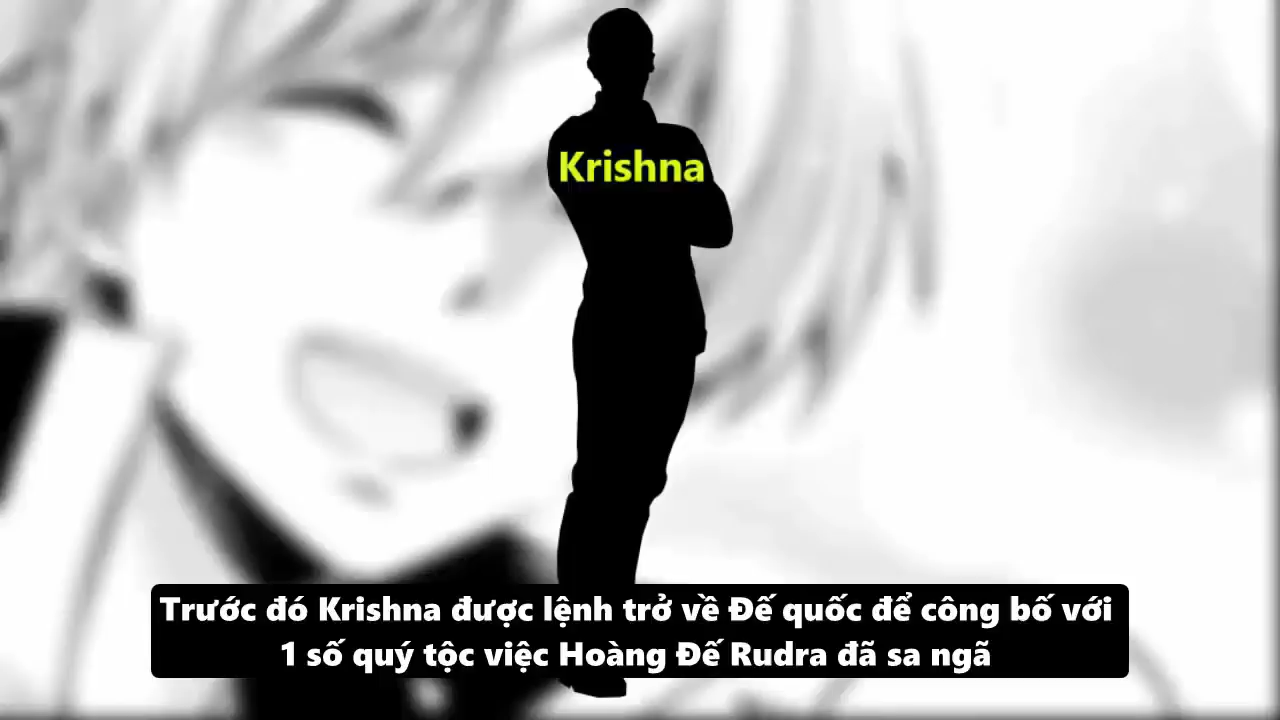 Krishna
Trước đó Krishna được lệnh trở về Đế quốc để công bố với
1 số quý tộc việc Hoàng Đế Rudra đã sa ngã